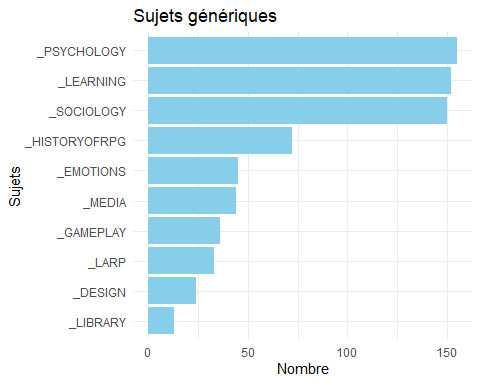 Sujets génériques
_PSYCHOLOGY
_LEARNING
_SOCIOLOGY
_HISTORYOFRPG
_EMOTIONS
_MEDIA
_GAMEPLAY
_LARP
_DESIGN
_LIBRARY
Sujets
0 50 100 150
Nombre